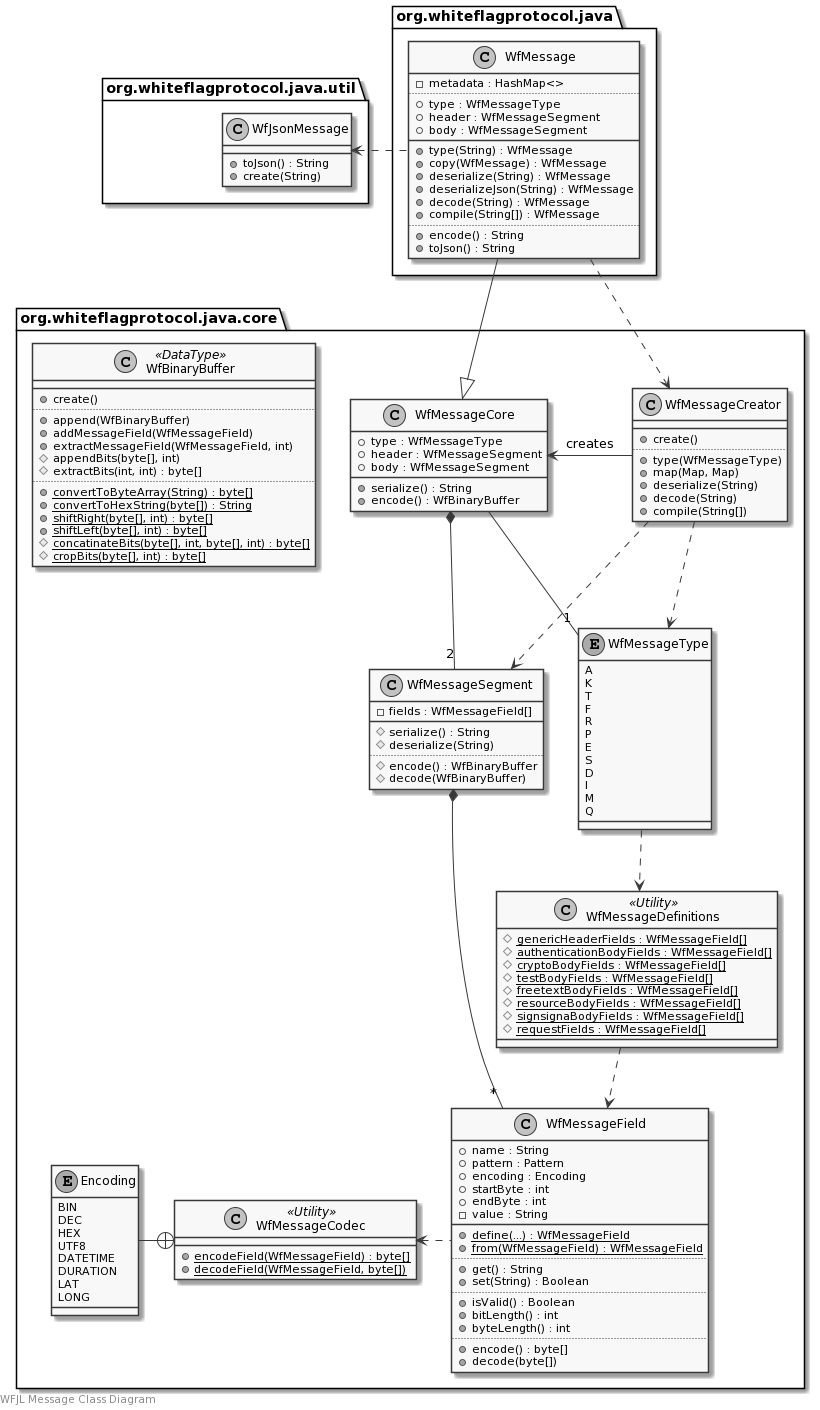 org.whiteflagprotocol.java
C WfMessage
metadata : HashMap<>
type : WfMessageType
header : WfMessageSegment
body : WfMessageSegment
type(String) : WfMessage
copy(WfMessage) : WfMessage
deserialize(String) : WfMessage
deserializeJson(String) : WfMessage
decode(String) : WfMessage
compile(String[]) : WfMessage
encode() : String
toJson() : String
org.whiteflagprotocol.java.util
C WfJsonMessage
toJson() : String
create(String)
org.whiteflagprotocol.java.core
C «DataType»
WfBinaryBuffer
create()
append(WfBinaryBuffer)
addMessageField(WfMessageField)
extractMessageField(WfMessageField, int)
appendBits(byte[], int)
extractBits(int, int) : byte[]
convertToByteArray(String) : byte[]
convertToHexString(byte[]) : String
shiftRight(byte[], int) : byte[]
shiftLeft(byte[], int) : byte[]
concatinateBits(byte[], int, byte[], int) : byte[]
cropBits(byte[], int) : byte[]
C WfMessageCore
type : WfMessageType
header : WfMessageSegment
body : WfMessageSegment
serialize() : String
encode() : WfBinaryBuffer
creates
C WfMessageCreator
create()
type(WfMessageType)
map(Map, Map)
deserialize(String)
decode(String)
compile(String[])
2
1
C WfMessageSegment
fields : WfMessageField[]
serialize() : String
deserialize(String)
encode() : WfBinaryBuffer
decode(WfBinaryBuffer)
E WfMessageType
A
K
T
F
R
P
E
S
D
I
M
Q
C «Utility»
WfMessageDefinitions
genericHeaderFields : WfMessageField[]
authenticationBodyFields : WfMessageField[]
cryptoBodyFields : WfMessageField[]
testBodyFields : WfMessageField[]
freetextBodyFields : WfMessageField[]
resourceBodyFields : WfMessageField[]
signsignaBodyFields : WfMessageField[]
requestFields : WfMessageField[]
*
C WfMessageField
name : String
pattern : Pattern
encoding : Encoding
startByte : int
endByte : int
value : String
define(...) : WfMessageField
from(WfMessageField) : WfMessageField
get() : String
set(String) : Boolean
isValid() : Boolean
bitLength() : int
byteLength() : int
encode() : byte[]
decode(byte[])
E Encoding
BIN
DEC
HEX
UTF8
DATETIME
DURATION
LAT
LONG
C «Utility»
WfMessageCodec
encodeField(WfMessageField) : byte[]
decodeField(WfMessageField, byte[])
WFJL Message Class Diagram